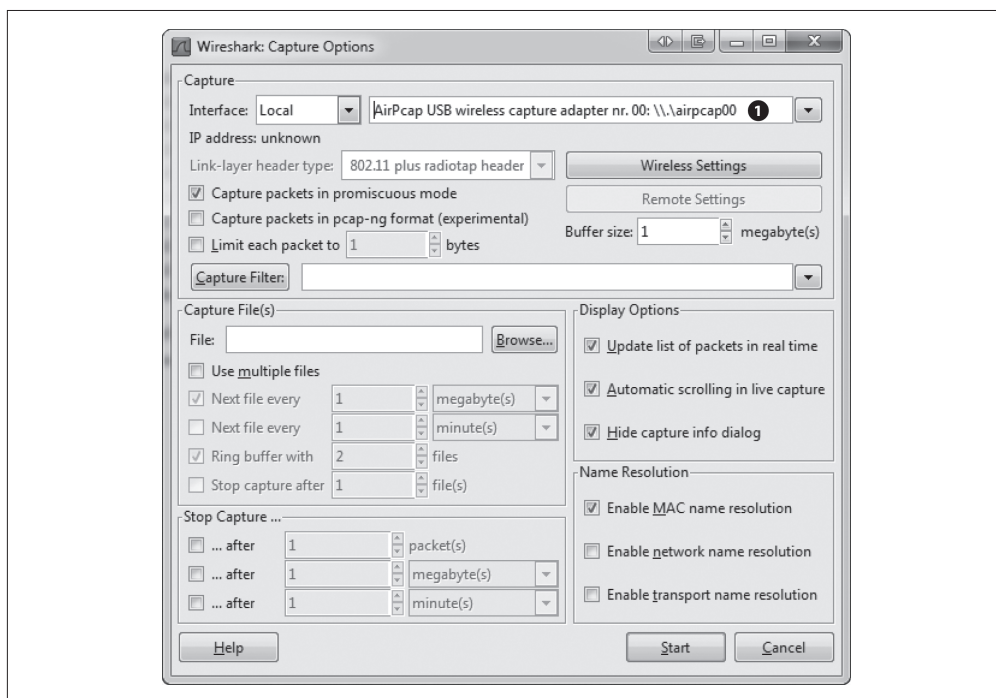 Wireshark: Capture Options
Capture
Interface: Local AirPcap USB wireless capture adapter nr. 00: \\.\airpcap00 1
IP address: unknown
Link-layer header type: 802.11 plus radiotap header Wireless Settings
Capture packets in promiscuous mode Remote Settings
Capture packets in pcap-ng format (experimental)
Buffer size: 1 megabyte(s)
Limit each packet to 1 bytes
Capture Filter:
Capture File(s)
File: Browse...
Use multiple files
Next file every 1 megabyte(s)
Next file every 1 minute(s)
Ring buffer with 2 files
Stop capture after 1 file(s)
Display Options
Update list of packets in real time
Automatic scrolling in live capture
Hide capture info dialog
Stop Capture ...
... after 1 packet(s)
... after 1 megabyte(s)
... after 1 minute(s)
Name Resolution
Enable MAC name resolution
Enable network name resolution
Enable transport name resolution
Help Start Cancel